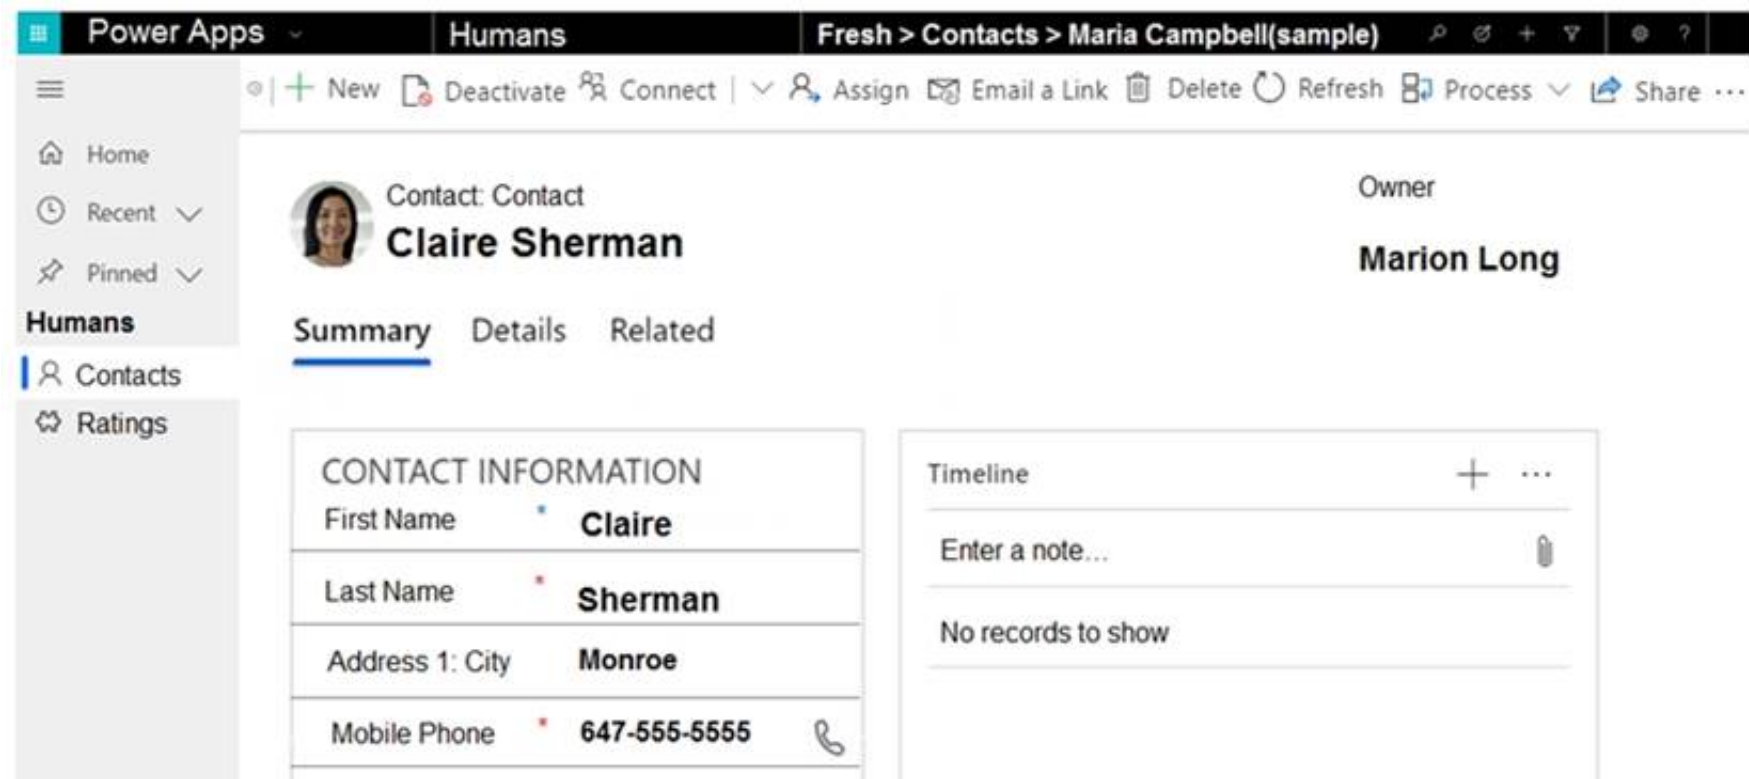 Power Apps Humans Fresh > Contacts > Maria Campbell(sample) ?
New Deactivate Connect | Assign Email a Link Delete Refresh Process Share ...
Home
Recent
Pinned
Humans
Contacts
Ratings
Contact: Contact
Claire Sherman
Owner
Marion Long
Summary Details Related
CONTACT INFORMATION
First Name * Claire
Last Name * Sherman
Address 1: City Monroe
Mobile Phone * 647-555-5555
Timeline + ...
Enter a note...
No records to show